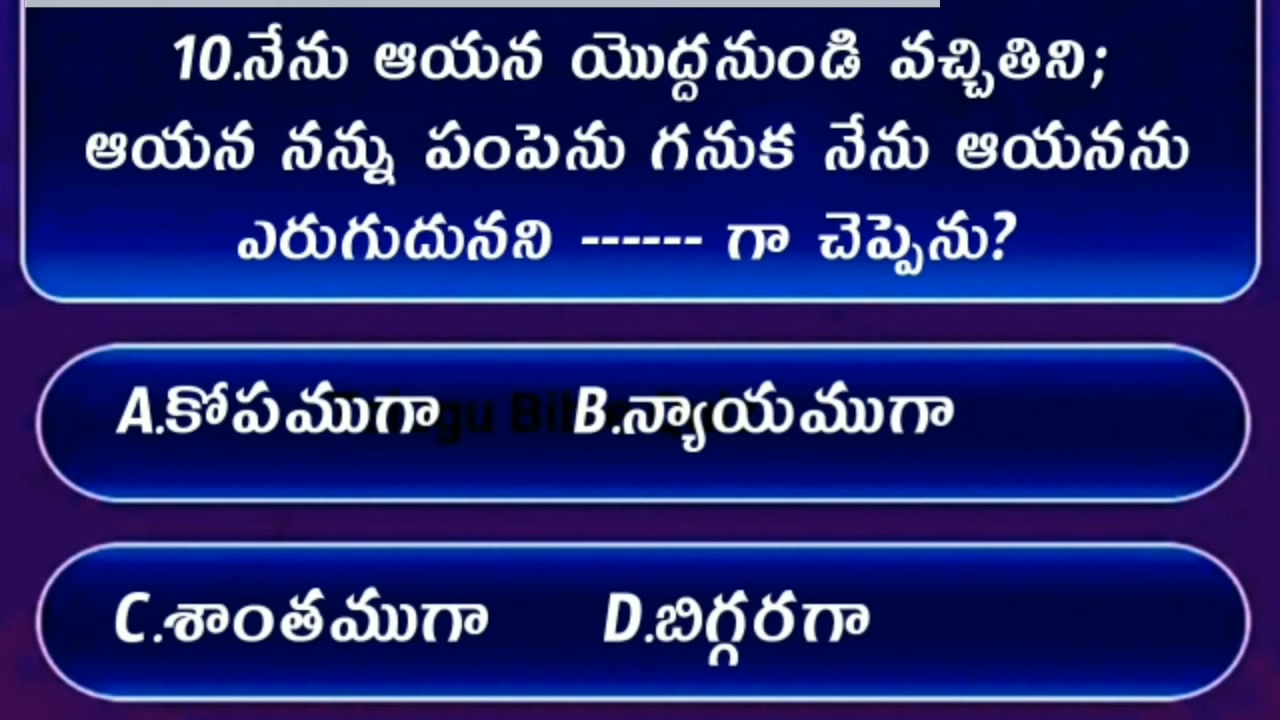 10.నేను ఆయన యొద్దనుండి వచ్చితిని;
ఆయన నన్ను పంపెను గనుక నేను ఆయనను
ఎరుగుదునని ------ గా చెప్పెను?
A.కోపముగా B.న్యాయముగా
C.శాంతముగా D.బిగ్గరగా